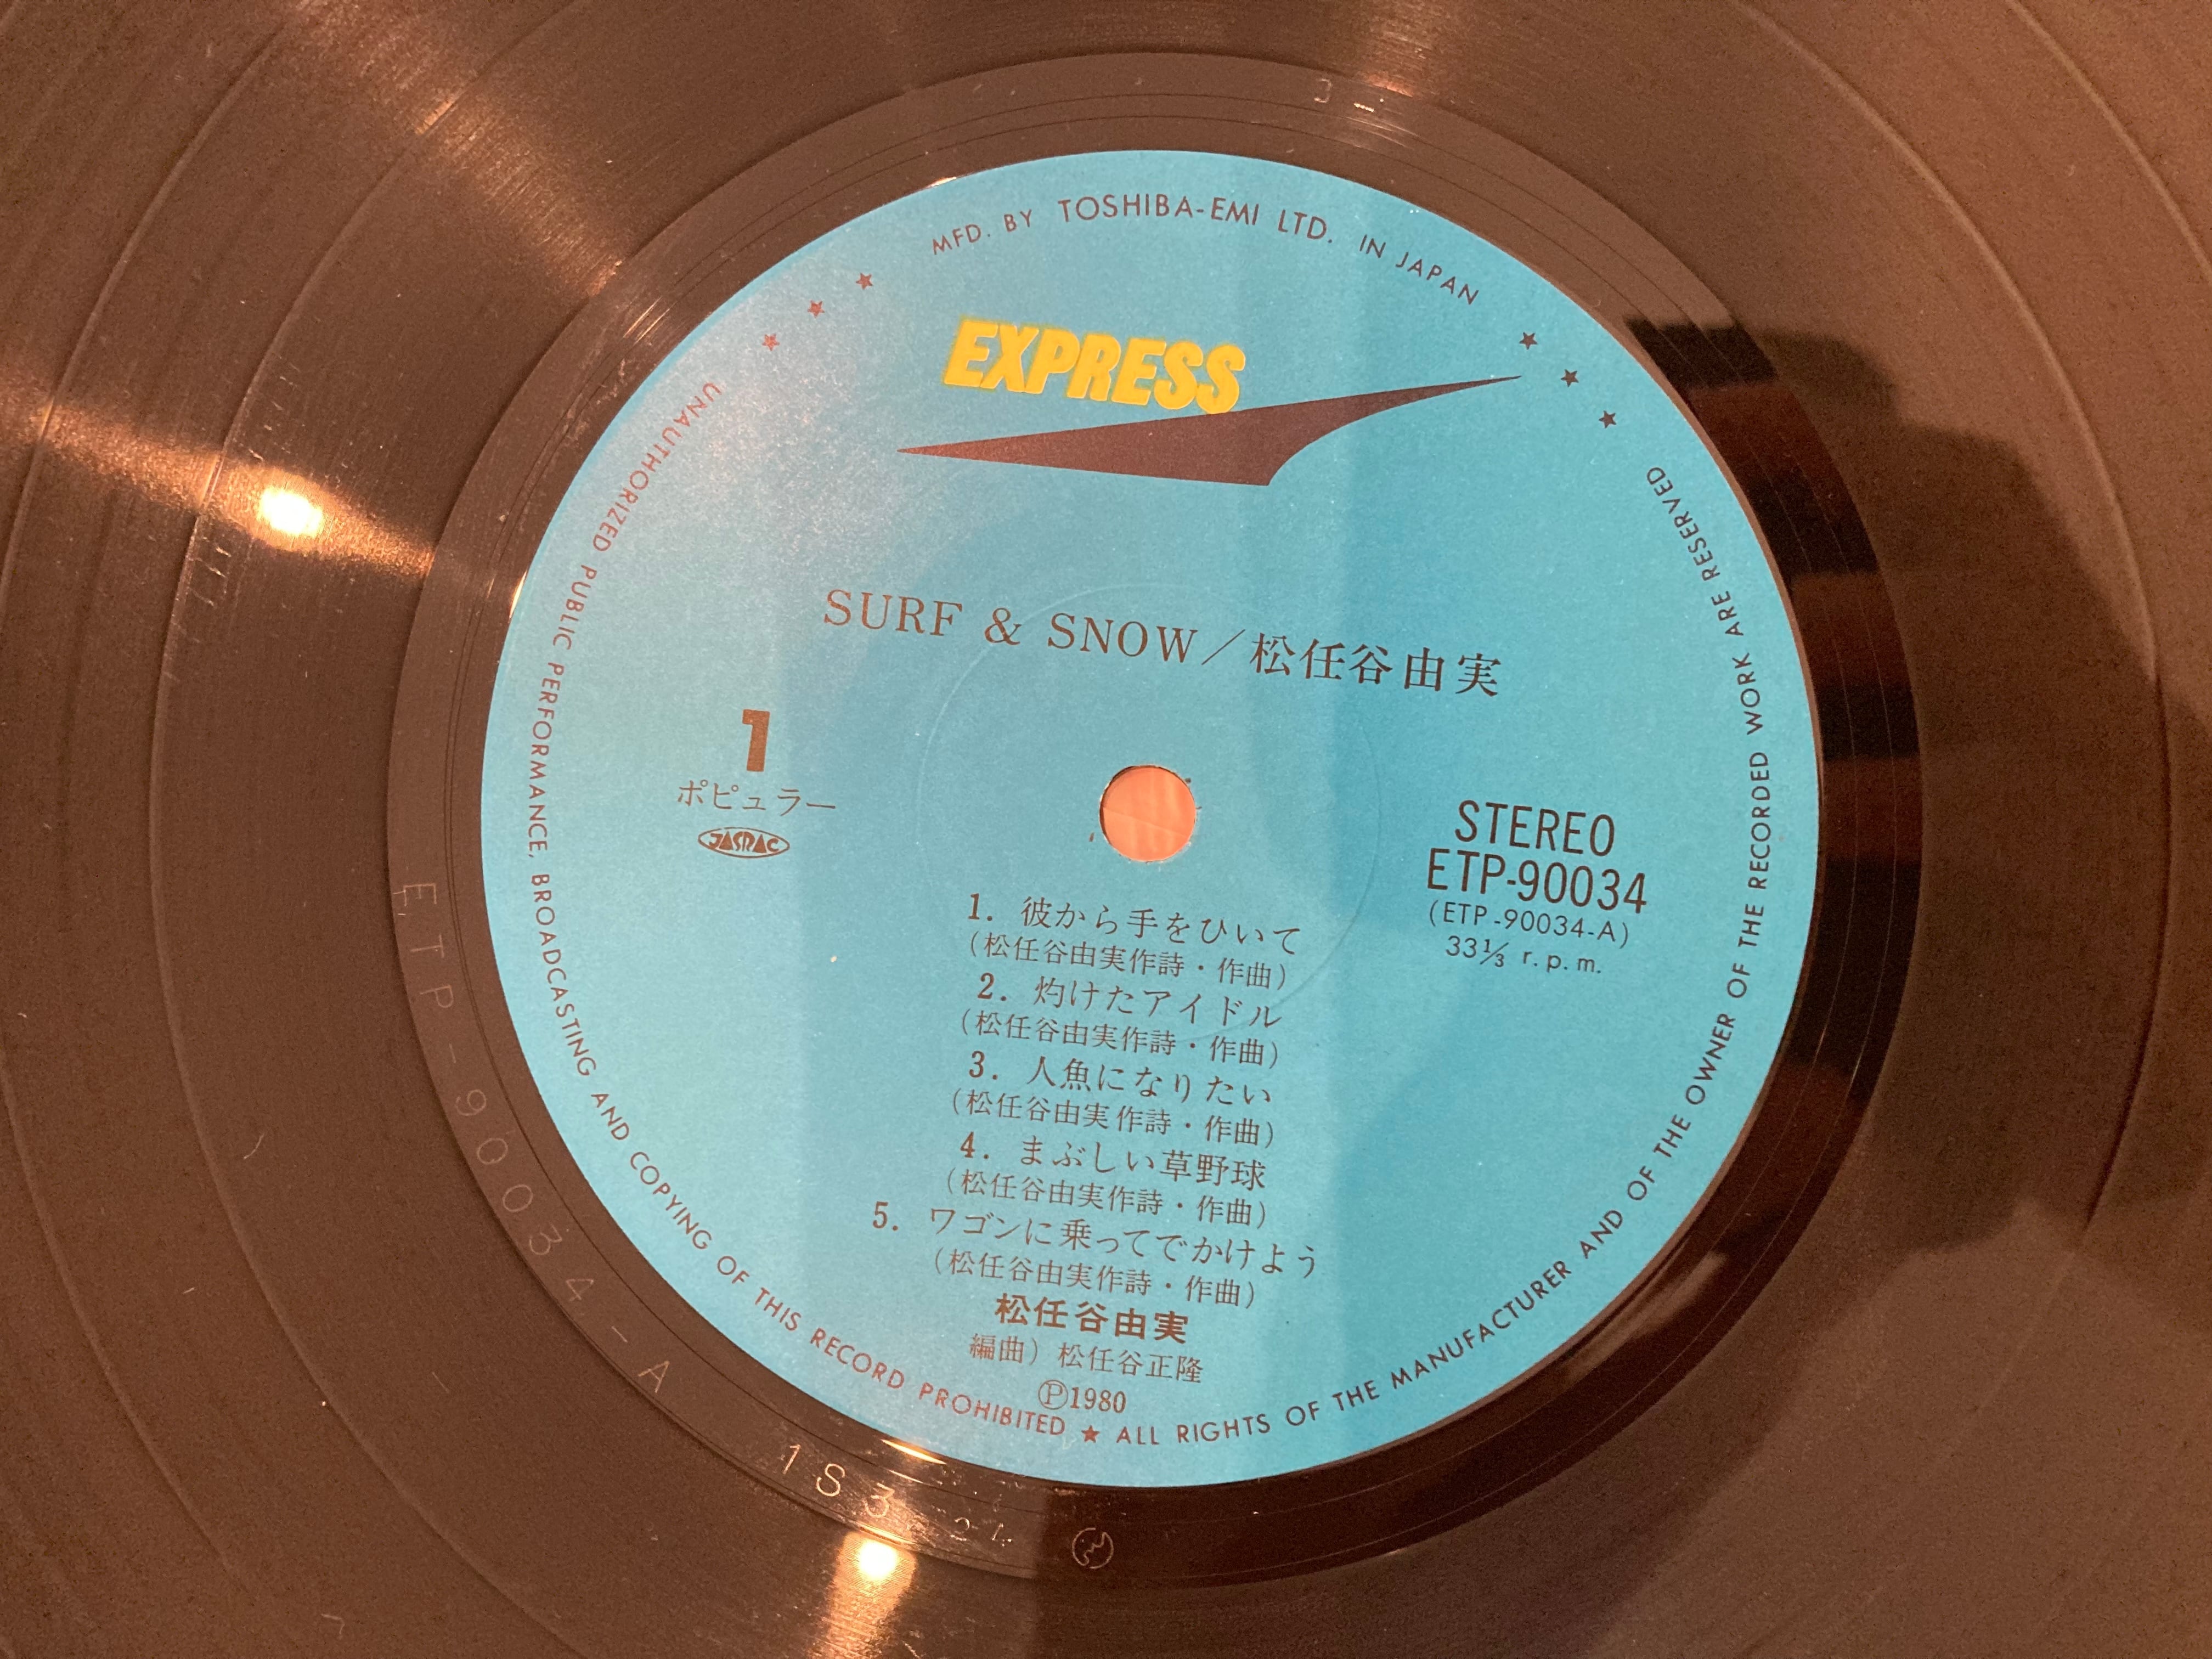 MFD. BY TOSHIBA-EMI LTD. IN JAPAN
EXPRESS
SURF & SNOW／松任谷由実
1
ポピュラー
JASRAC
STEREO
ETP-90034
(ETP-90034-A)
33⅓ r.p.m.
1. 彼から手をひいて
(松任谷由実作詩・作曲)
2. 灼けたアイドル
(松任谷由実作詩・作曲)
3. 人魚になりたい
(松任谷由実作詩・作曲)
4. まぶしい草野球
(松任谷由実作詩・作曲)
5. ワゴンに乗ってでかけよう
(松任谷由実作詩・作曲)
松任谷由実
編曲) 松任谷正隆
Ⓟ1980
UNAUTHORIZED PUBLIC PERFORMANCE, BROADCASTING AND COPYING OF THIS RECORD PROHIBITED ★ ALL RIGHTS OF THE MANUFACTURER AND OF THE OWNER OF THE RECORDED WORK ARE RESERVED
ETP-90034-A
1S3